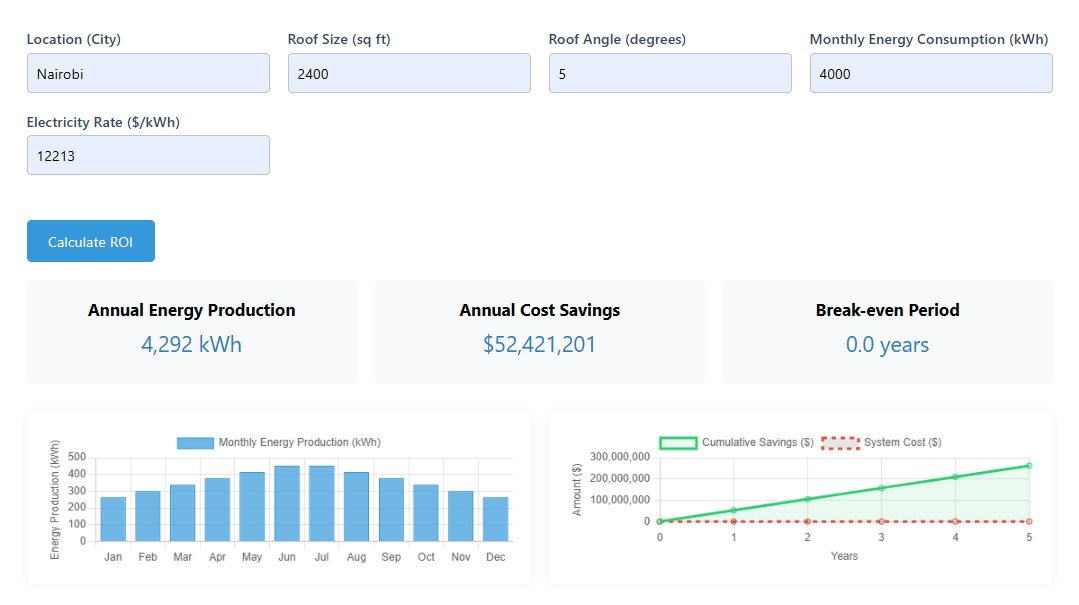 Location (City) Roof Size (sq ft) Roof Angle (degrees) Monthly Energy Consumption (kWh)
Nairobi 2400 5 4000
Electricity Rate ($/kWh)
12213
Calculate ROI
Annual Energy Production Annual Cost Savings Break-even Period
4,292 kWh $52,421,201 0.0 years
Monthly Energy Production (kWh)
Energy Production (kWh)
500
400
300
200
100
0
Jan Feb Mar Apr May Jun Jul Aug Sep Oct Nov Dec
Cumulative Savings ($) System Cost ($)
Amount ($)
300,000,000
200,000,000
100,000,000
0
0 1 2 3 4 5
Years